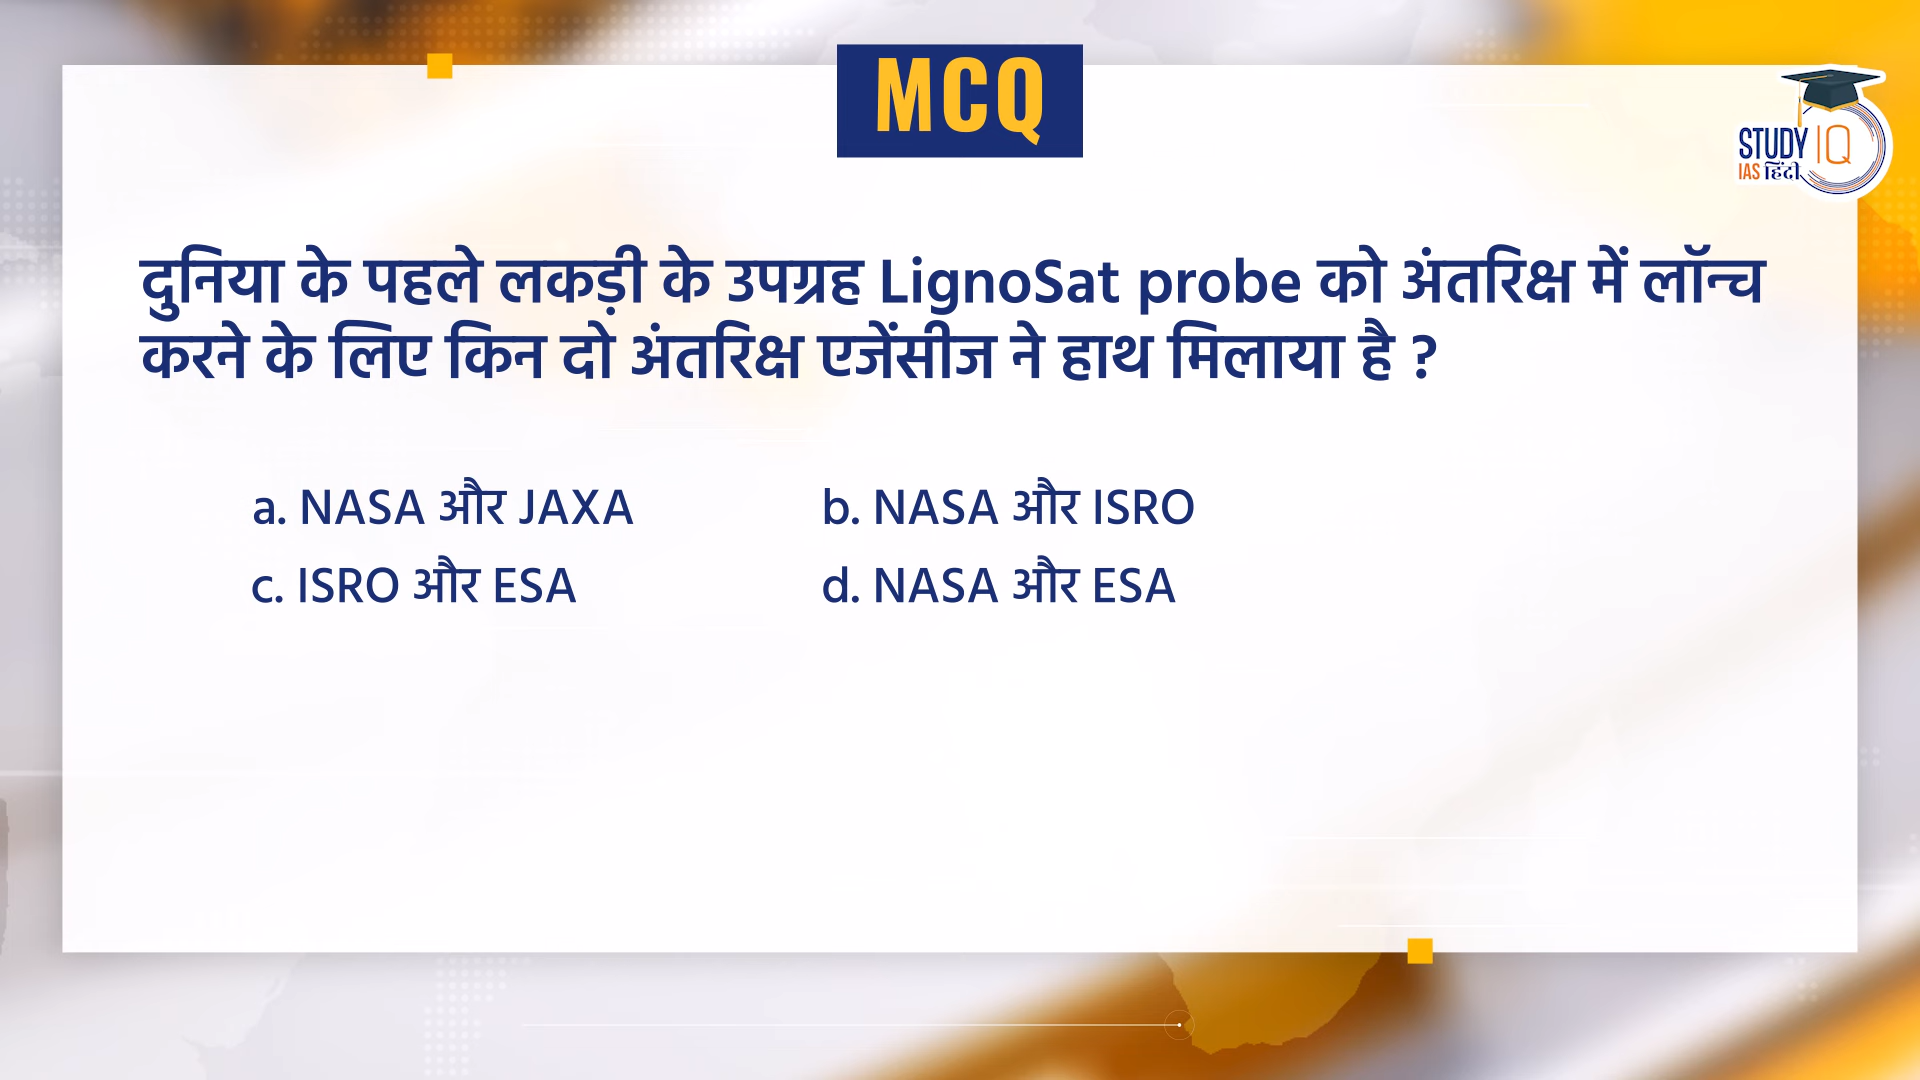 MCQ
STUDY IQ
IAS हिंदी
दुनिया के पहले लकड़ी के उपग्रह LignoSat probe को अंतरिक्ष में लॉन्च
करने के लिए किन दो अंतरिक्ष एजेंसीज ने हाथ मिलाया है ?
a. NASA और JAXA b. NASA और ISRO
c. ISRO और ESA d. NASA और ESA